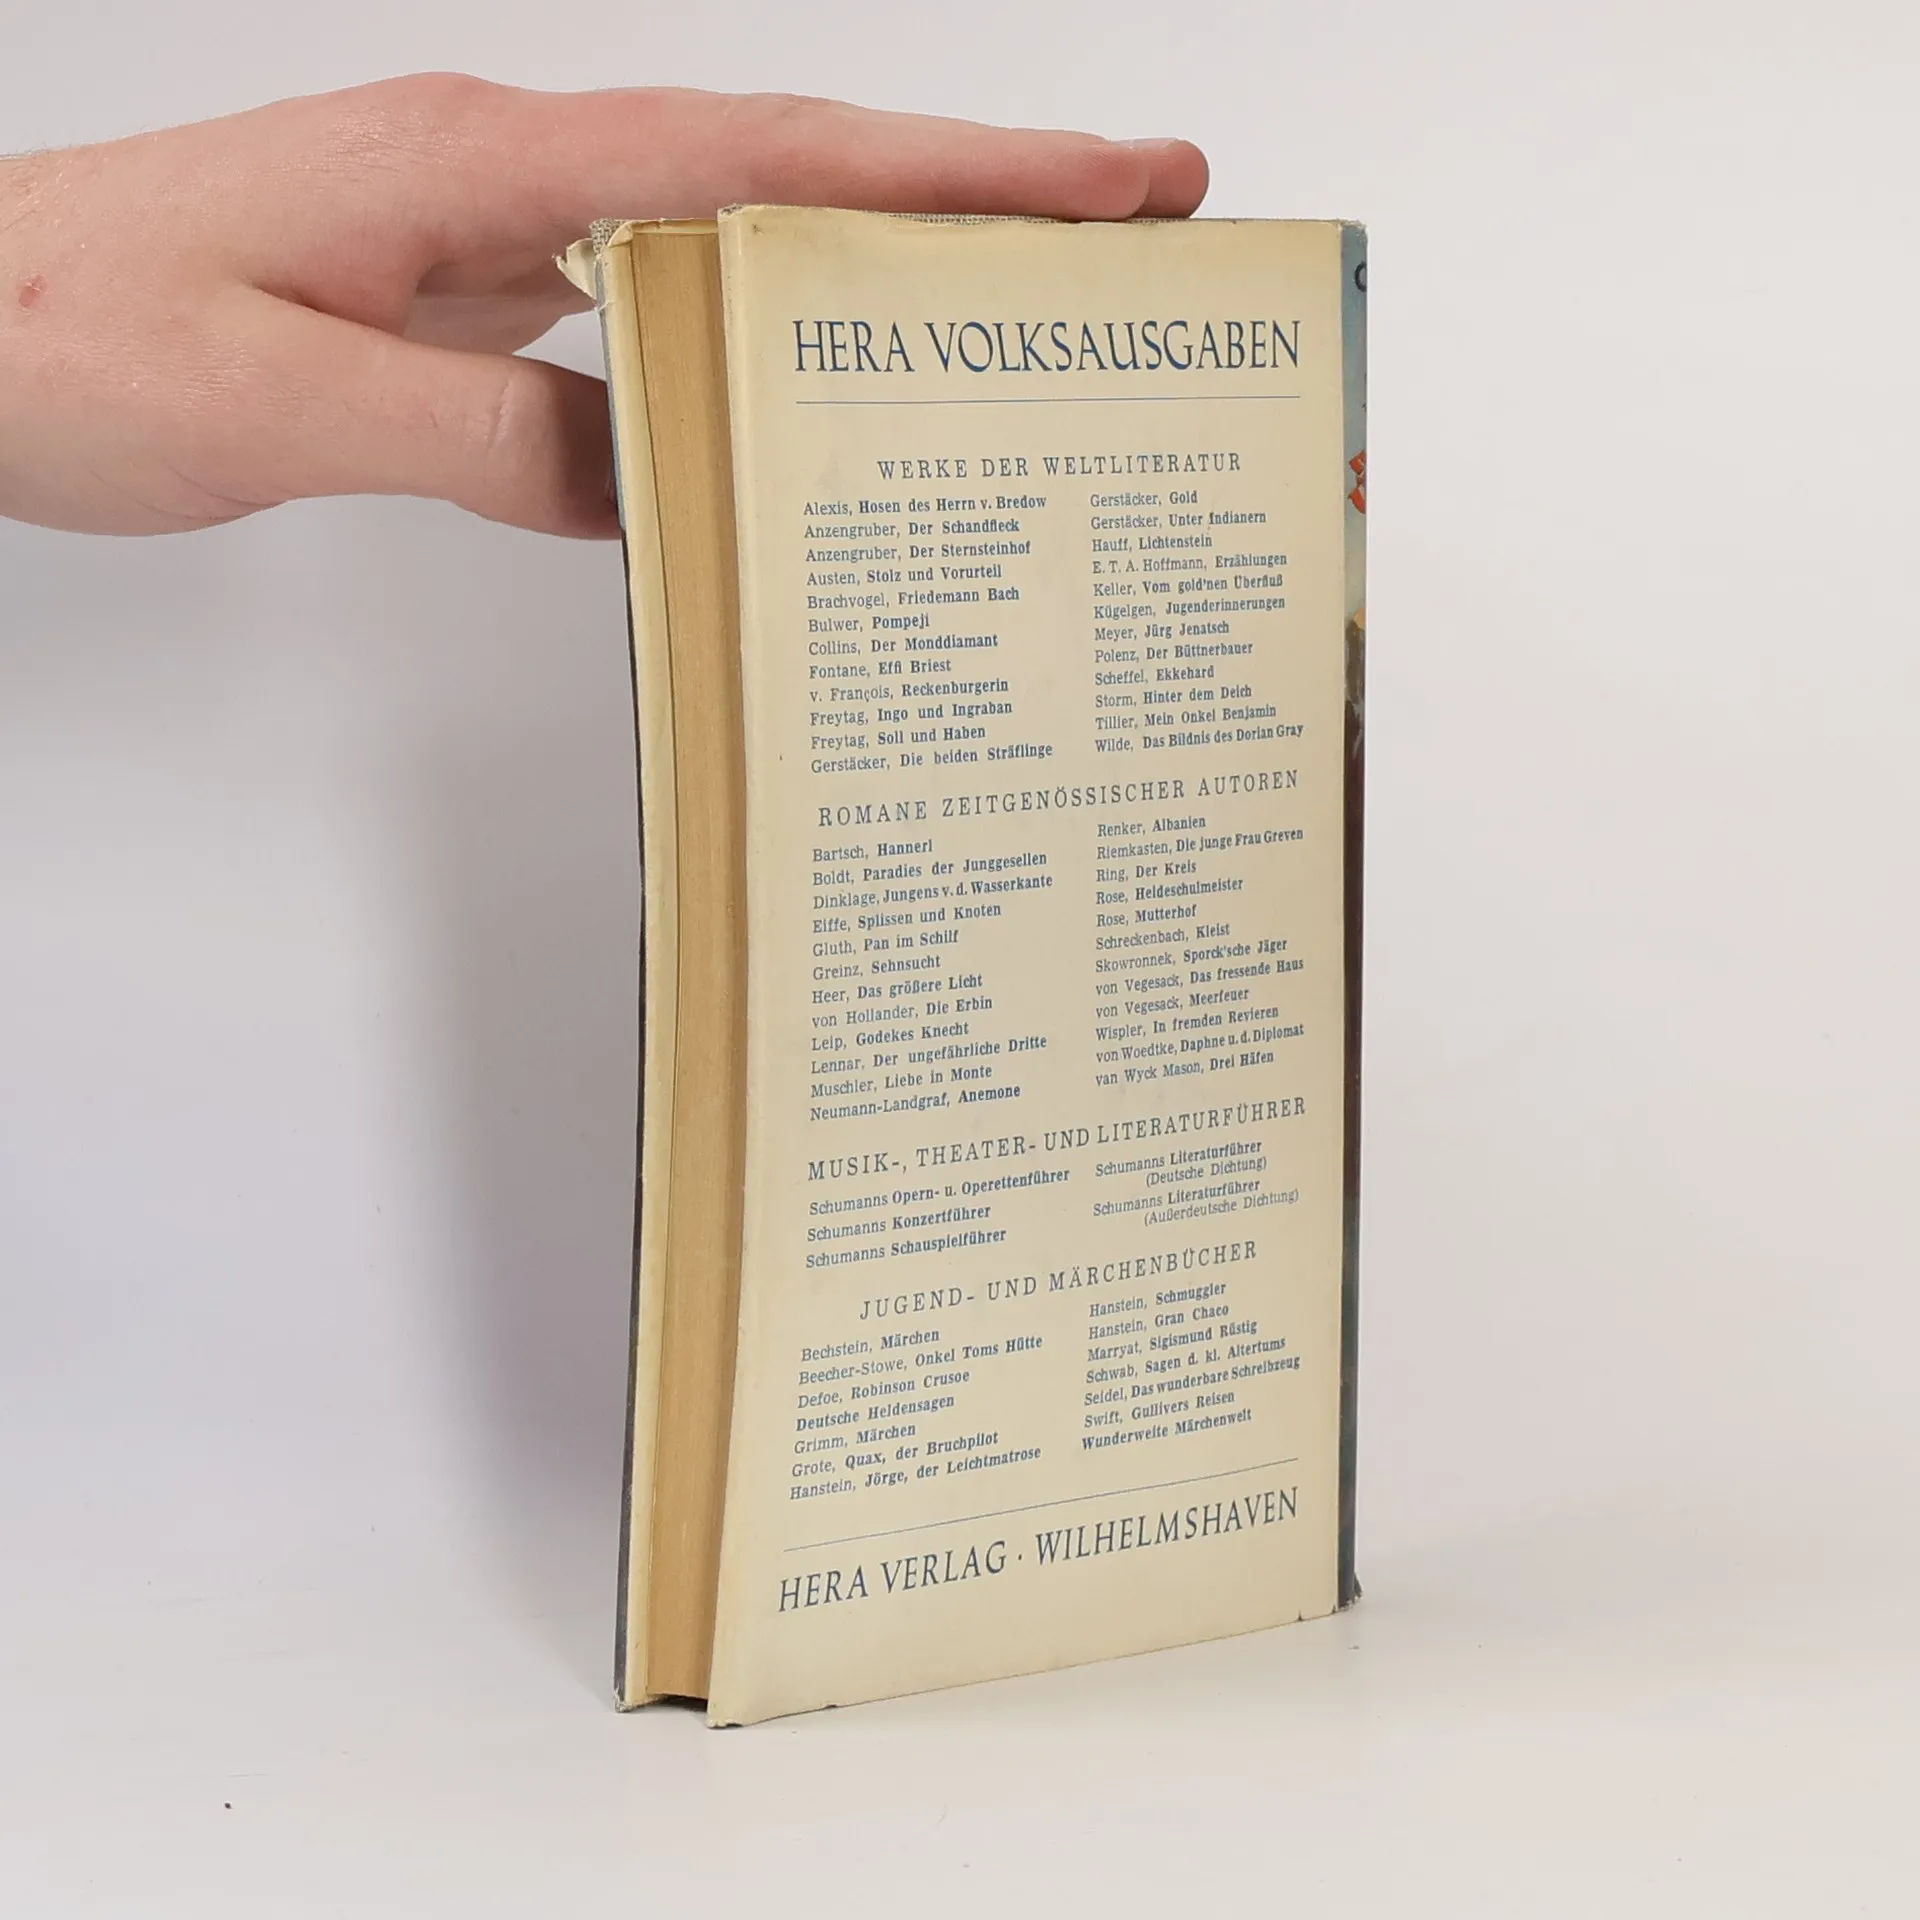 HERA VOLKSAUSGABEN
WERKE DER WELTLITERATUR
Alexis, Hosen des Herrn v. Bredow
Anzengruber, Der Schandfleck
Anzengruber, Der Sternsteinhof
Austen, Stolz und Vorurteil
Brachvogel, Friedemann Bach
Bulwer, Pompeji
Collins, Der Monddiamant
Fontane, Effi Briest
v. François, Reckenburgerin
Freytag, Ingo und Ingraban
Freytag, Soll und Haben
Gerstäcker, Die beiden Sträflinge
Gerstäcker, Gold
Gerstäcker, Unter Indianern
Hauff, Lichtenstein
E. T. A. Hoffmann, Erzählungen
Keller, Vom gold'nen Überfluß
Kügelgen, Jugenderinnerungen
Meyer, Jürg Jenatsch
Polenz, Der Büttnerbauer
Scheffel, Ekkehard
Storm, Hinter dem Deich
Tillier, Mein Onkel Benjamin
Wilde, Das Bildnis des Dorian Gray
ROMANE ZEITGENÖSSISCHER AUTOREN
Bartsch, Hannerl
Boldt, Paradies der Junggesellen
Dinklage, Jungens v. d. Wasserkante
Eiffe, Splissen und Knoten
Gluth, Pan im Schilf
Greinz, Sehnsucht
Heer, Das größere Licht
von Hollander, Die Erbin
Leip, Godekes Knecht
Lennar, Der ungefährliche Dritte
Muschler, Liebe in Monte
Neumann-Landgraf, Anemone
Renker, Albanien
Riemkasten, Die junge Frau Greven
Ring, Der Kreis
Rose, Heideschulmeister
Rose, Mutterhof
Schreckenbach, Kleist
Skowronnek, Sporck'sche Jäger
von Vegesack, Das fressende Haus
von Vegesack, Meerfeuer
Wispler, In fremden Revieren
von Woedtke, Daphne u. d. Diplomat
van Wyck Mason, Drei Häfen
MUSIK-, THEATER- UND LITERATURFÜHRER
Schumanns Opern- u. Operettenführer
Schumanns Konzertführer
Schumanns Schauspielführer
Schumanns Literaturführer
(Deutsche Dichtung)
Schumanns Literaturführer
(Außerdeutsche Dichtung)
JUGEND- UND MÄRCHENBÜCHER
Bechstein, Märchen
Beecher-Stowe, Onkel Toms Hütte
Defoe, Robinson Crusoe
Deutsche Heldensagen
Grimm, Märchen
Grote, Quax, der Bruchpilot
Hanstein, Jörge, der Leichtmatrose
Hanstein, Schmuggler
Hanstein, Gran Chaco
Marryat, Sigismund Rüstig
Schwab, Sagen d. kl. Altertums
Seidel, Das wunderbare Schreibzeug
Swift, Gullivers Reisen
Wunderweite Märchenwelt
HERA VERLAG · WILHELMSHAVEN